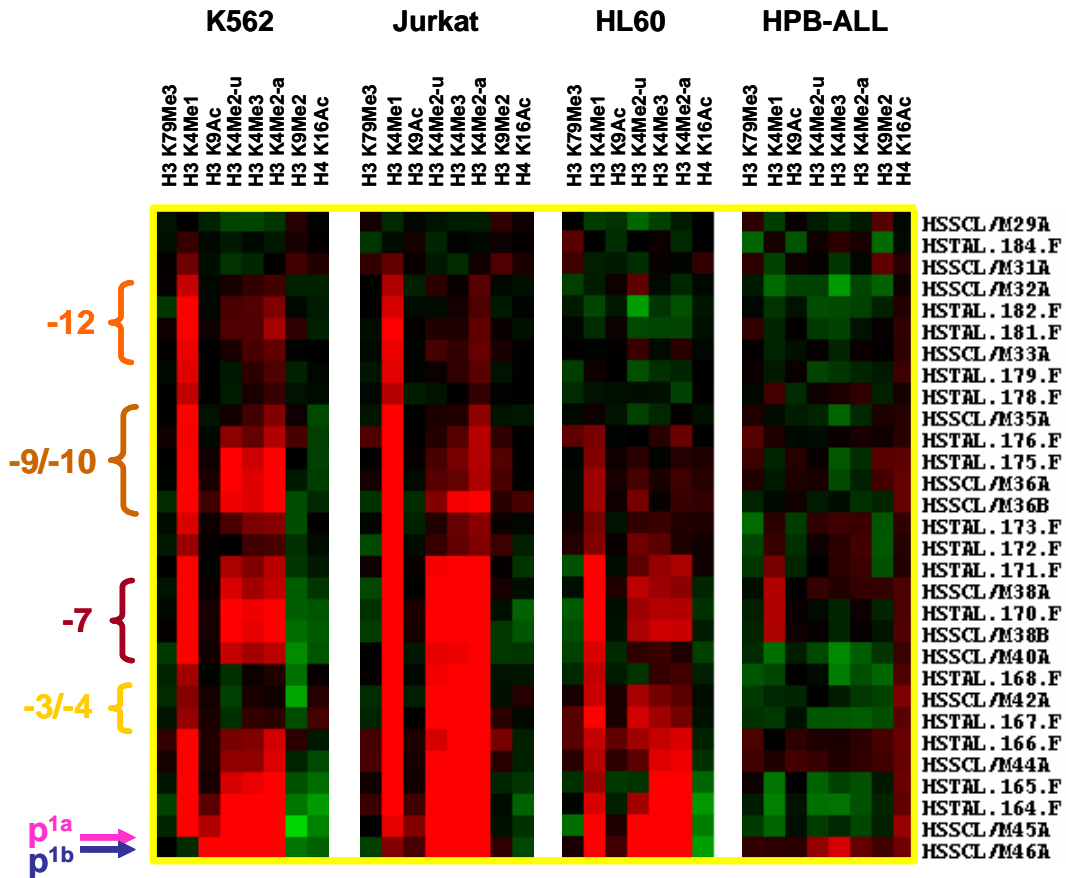 K562 Jurkat HL60 HPB-ALL
H3 K79Me3 H3 K4Me1 H3 K9Ac H3 K4Me2-u H3 K4Me3 H3 K4Me2-a H3 K9Me2 H4 K16Ac
H3 K79Me3 H3 K4Me1 H3 K9Ac H3 K4Me2-u H3 K4Me3 H3 K4Me2-a H3 K9Me2 H4 K16Ac
H3 K79Me3 H3 K4Me1 H3 K9Ac H3 K4Me2-u H3 K4Me3 H3 K4Me2-a H4 K16Ac
H3 K79Me3 H3 K4Me1 H3 K9Ac H3 K4Me2-u H3 K4Me3 H3 K4Me2-a H3 K9Me2 H4 K16Ac
HSSCL/M29A
HSTAL.184.F
HSSCL/M31A
HSSCL/M32A
HSTAL.182.F
-12
HSTAL.181.F
HSSCL/M33A
HSTAL.179.F
HSTAL.178.F
HSSCL/M35A
HSTAL.176.F
-9/-10
HSTAL.175.F
HSSCL/M36A
HSSCL/M36B
HSTAL.173.F
HSTAL.172.F
HSTAL.171.F
HSSCL/M38A
-7
HSTAL.170.F
HSSCL/M38B
HSSCL/M40A
HSTAL.168.F
HSSCL/M42A
-3/-4
HSTAL.167.F
HSTAL.166.F
HSSCL/M44A
HSTAL.165.F
HSTAL.164.F
p1a
HSSCL/M45A
p1b
HSSCL/M46A